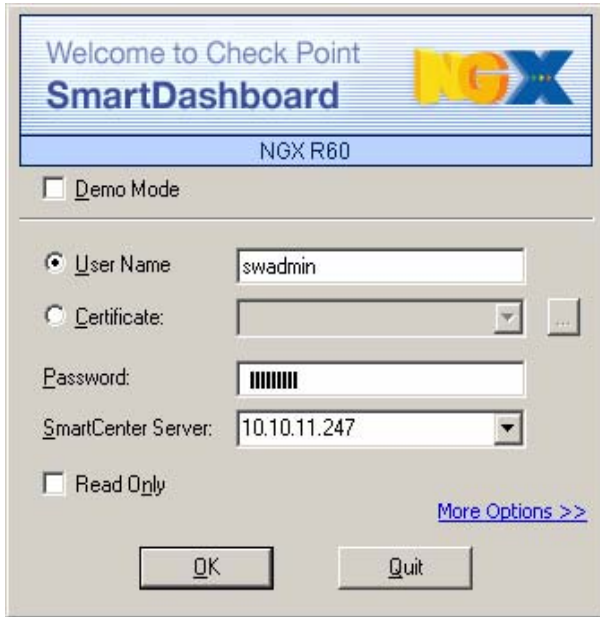 Welcome to Check Point
SmartDashboard
NGX
NGX R60
Demo Mode
User Name
swadmin
Certificate:
...
Password:
SmartCenter Server:
10.10.11.247
Read Only
More Options >>
OK
Quit